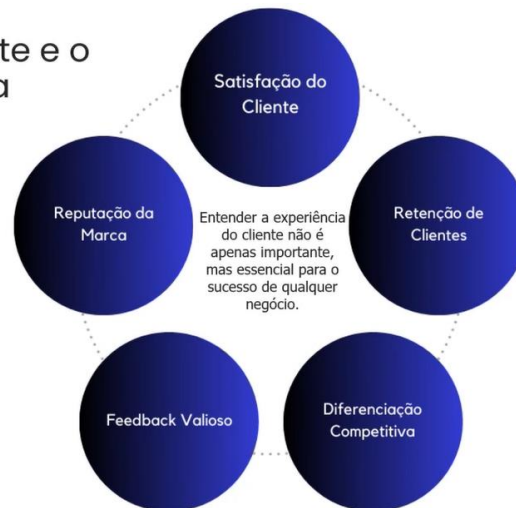 te e o
a
Satisfação do
Cliente
Reputação da
Marca
Entender a experiência
do cliente não é
apenas importante,
mas essencial para o
sucesso de qualquer
negócio.
Retenção de
Clientes
Feedback Valioso
Diferenciação
Competitiva